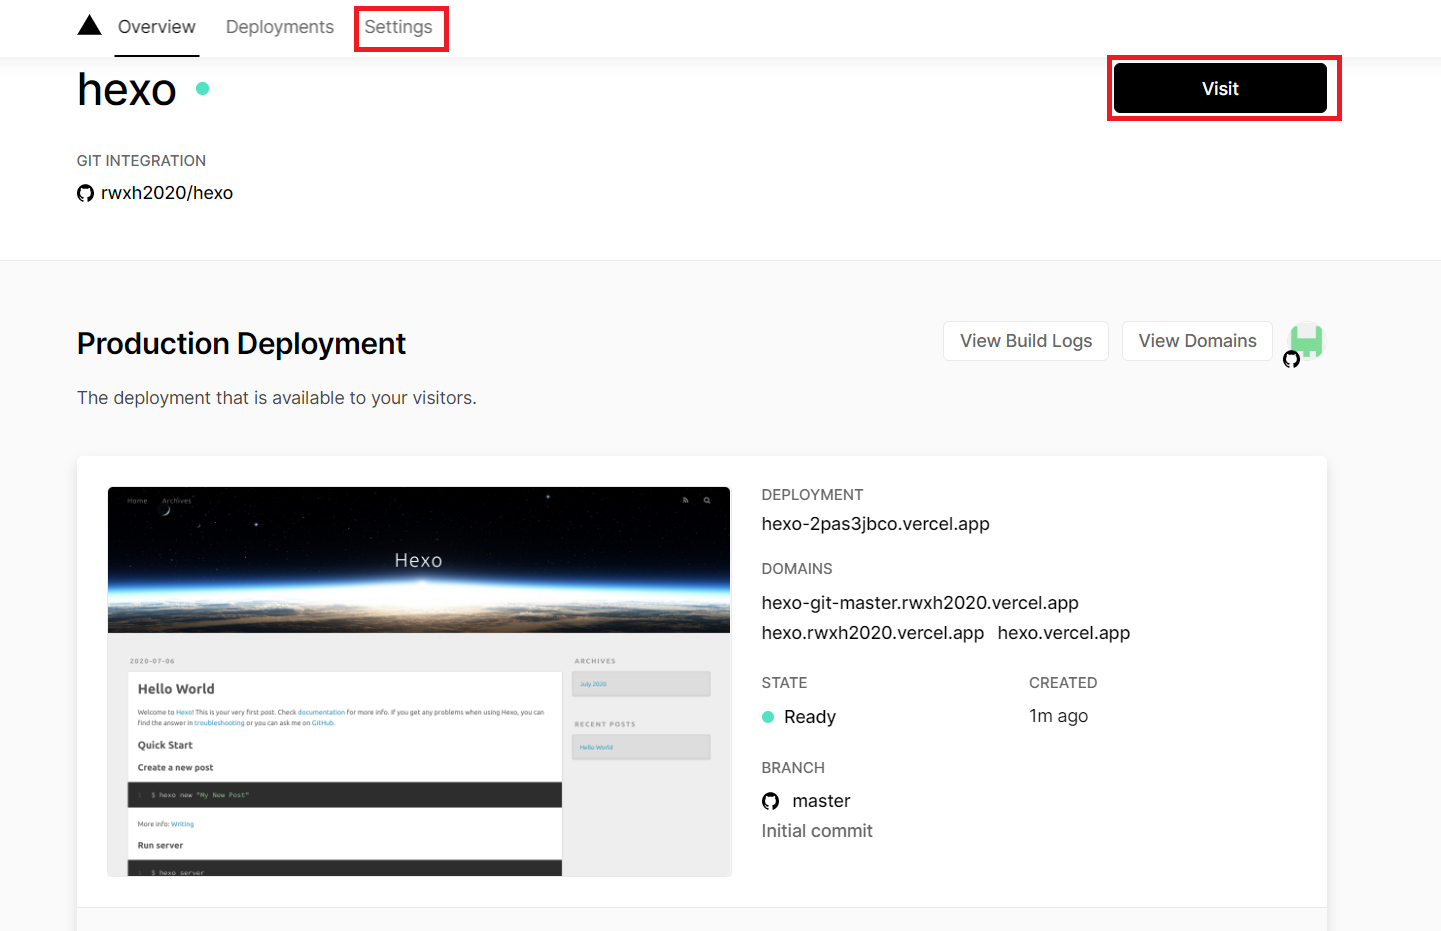 Overview Deployments Settings
hexo
Visit
GIT INTEGRATION
rwxh2020/hexo
Production Deployment
View Build Logs View Domains
The deployment that is available to your visitors.
Home Archives
Hexo
2020-07-06
Hello World
Welcome to Hexo! This is your very first post. Check documentation for more info. If you get any problems when using Hexo, you can
find the answer in troubleshooting or you can ask me on GitHub.
Quick Start
Create a new post
1 $ hexo new "My New Post"
More info: Writing
Run server
1 $ hexo server
ARCHIVES
July 2020
RECENT POSTS
Hello World
DEPLOYMENT
hexo-2pas3jbco.vercel.app
DOMAINS
hexo-git-master.rwxh2020.vercel.app
hexo.rwxh2020.vercel.app hexo.vercel.app
STATE CREATED
Ready 1m ago
BRANCH
master
Initial commit